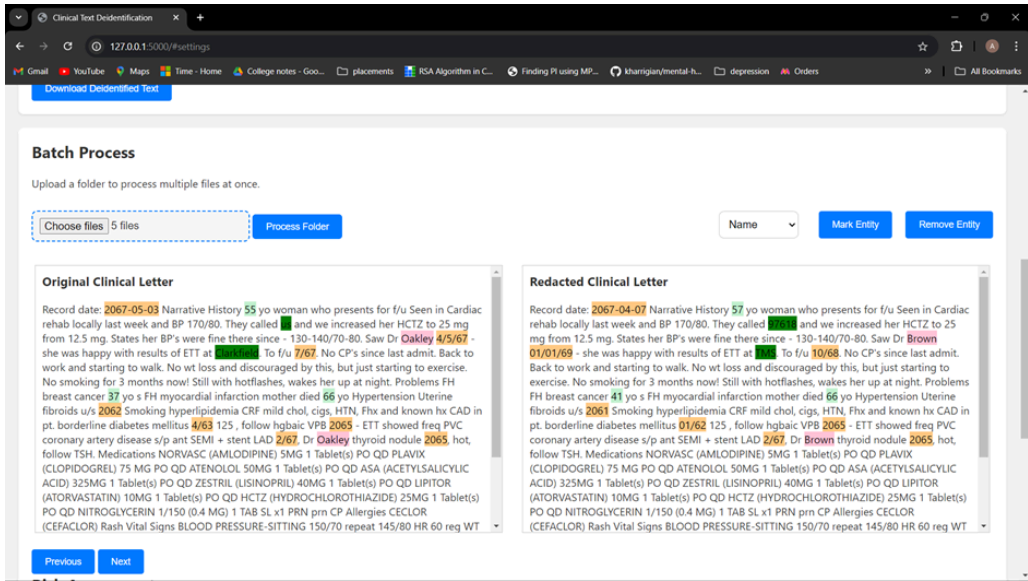 Clinical Text Deidentification
127.0.0.1:5000/#settings
Gmail YouTube Maps Time - Home College notes - Goo... placements RSA Algorithm in C... Finding PI using MP... kharrigian/mental-h... depression Orders » All Bookmarks
Download Deidentified Text
Batch Process
Upload a folder to process multiple files at once.
Choose files 5 files Process Folder Name Mark Entity Remove Entity
Original Clinical Letter
Record date: 2067-05-03 Narrative History 55 yo woman who presents for f/u Seen in Cardiac
rehab locally last week and BP 170/80. They called us and we increased her HCTZ to 25 mg
from 12.5 mg. States her BP's were fine there since - 130-140/70-80. Saw Dr Oakley 4/5/67 -
she was happy with results of ETT at Clarkfield. To f/u 7/67. No CP's since last admit. Back to
work and starting to walk. No wt loss and discouraged by this, but just starting to exercise.
No smoking for 3 months now! Still with hotflashes, wakes her up at night. Problems FH
breast cancer 37 yo s FH myocardial infarction mother died 66 yo Hypertension Uterine
fibroids u/s 2062 Smoking hyperlipidemia CRF mild chol, cigs, HTN, Fhx and known hx CAD in
pt. borderline diabetes mellitus 4/63 125 , follow hgbaic VPB 2065 - ETT showed freq PVC
coronary artery disease s/p ant SEMI + stent LAD 2/67, Dr Oakley thyroid nodule 2065, hot,
follow TSH. Medications NORVASC (AMLODIPINE) 5MG 1 Tablet(s) PO QD PLAVIX
(CLOPIDOGREL) 75 MG PO QD ATENOLOL 50MG 1 Tablet(s) PO QD ASA (ACETYLSALICYLIC
ACID) 325MG 1 Tablet(s) PO QD ZESTRIL (LISINOPRIL) 40MG 1 Tablet(s) PO QD LIPITOR
(ATORVASTATIN) 10MG 1 Tablet(s) PO QD HCTZ (HYDROCHLOROTHIAZIDE) 25MG 1 Tablet(s)
PO QD NITROGLYCERIN 1/150 (0.4 MG) 1 TAB SL x1 PRN prn CP Allergies CECLOR
(CEFACLOR) Rash Vital Signs BLOOD PRESSURE-SITTING 150/70 repeat 145/80 HR 60 reg WT
Redacted Clinical Letter
Record date: 2067-04-07 Narrative History 57 yo woman who presents for f/u Seen in Cardiac
rehab locally last week and BP 170/80. They called 97618 and we increased her HCTZ to 25
mg from 12.5 mg. States her BP's were fine there since - 130-140/70-80. Saw Dr Brown
01/01/69 - she was happy with results of ETT at TMS. To f/u 10/68. No CP's since last admit.
Back to work and starting to walk. No wt loss and discouraged by this, but just starting to
exercise. No smoking for 3 months now! Still with hotflashes, wakes her up at night. Problems
FH breast cancer 41 yo s FH myocardial infarction mother died 66 yo Hypertension Uterine
fibroids u/s 2061 Smoking hyperlipidemia CRF mild chol, cigs, HTN, Fhx and known hx CAD in
pt. borderline diabetes mellitus 01/62 125 , follow hgbaic VPB 2065 - ETT showed freq PVC
coronary artery disease s/p ant SEMI + stent LAD 2/67, Dr Brown thyroid nodule 2065, hot,
follow TSH. Medications NORVASC (AMLODIPINE) 5MG 1 Tablet(s) PO QD PLAVIX
(CLOPIDOGREL) 75 MG PO QD ATENOLOL 50MG 1 Tablet(s) PO QD ASA (ACETYLSALICYLIC
ACID) 325MG 1 Tablet(s) PO QD ZESTRIL (LISINOPRIL) 40MG 1 Tablet(s) PO QD LIPITOR
(ATORVASTATIN) 10MG 1 Tablet(s) PO QD HCTZ (HYDROCHLOROTHIAZIDE) 25MG 1 Tablet(s)
PO QD NITROGLYCERIN 1/150 (0.4 MG) 1 TAB SL x1 PRN prn CP Allergies CECLOR
(CEFACLOR) Rash Vital Signs BLOOD PRESSURE-SITTING 150/70 repeat 145/80 HR 60 reg WT
Previous Next